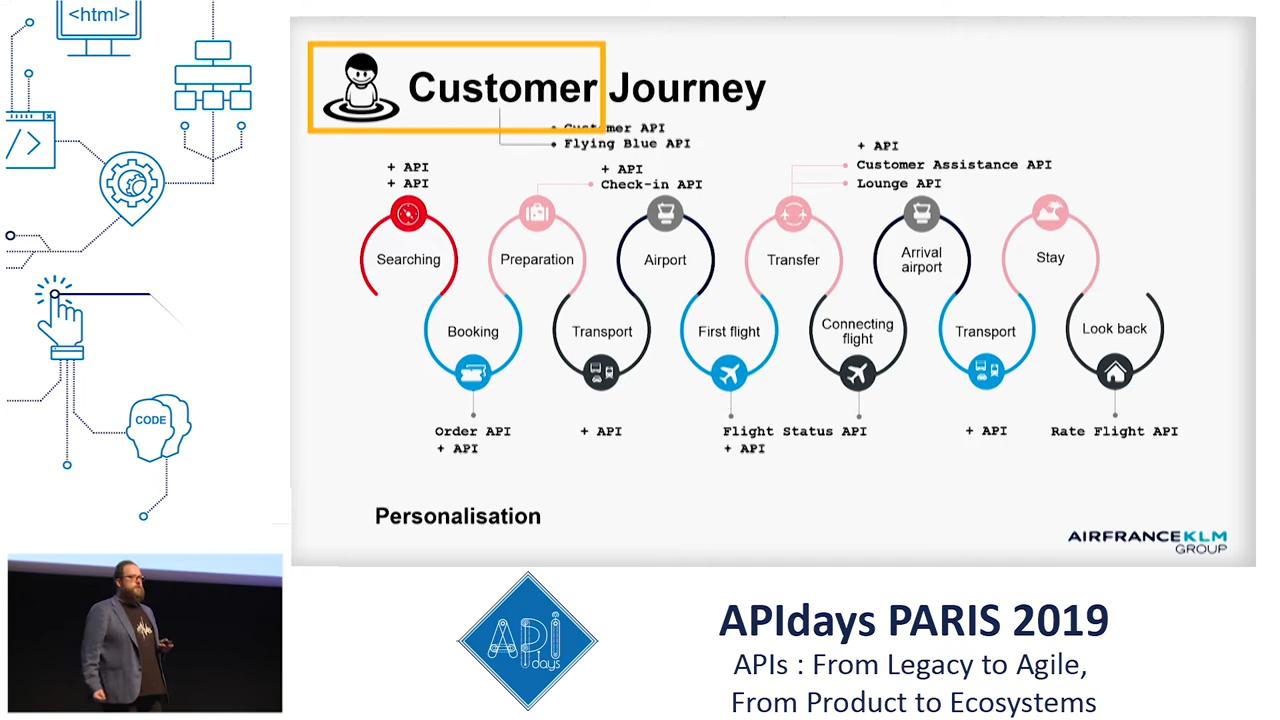 <html>
</>
CODE
Customer Journey
Customer API
Flying Blue API
+ API
+ API
+ API
Check-in API
+ API
Customer Assistance API
Lounge API
Searching
Preparation
Airport
Transfer
Arrival
airport
Stay
Booking
Transport
First flight
Connecting
flight
Transport
Look back
Order API
+ API
+ API
Flight Status API
+ API
+ API
Rate Flight API
Personalisation
AIRFRANCEKLM
GROUP
API
days
APIdays PARIS 2019
APIs : From Legacy to Agile,
From Product to Ecosystems